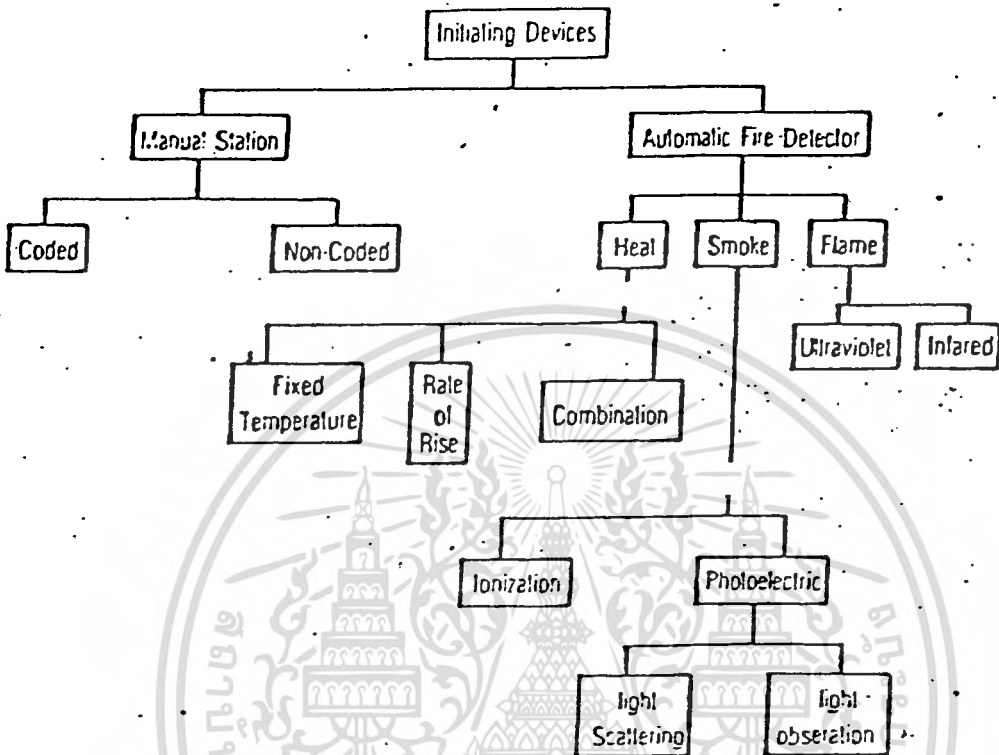 Initiating Devices
Manual Station
Automatic Fire-Detector
Coded
Non-Coded
Heat
Smoke
Flame
Ultraviolet
Infared
Fixed
Temperature
Rate
of
Rise
Combination
Ionization
Photoelectric
light
Scattering
light
obseration